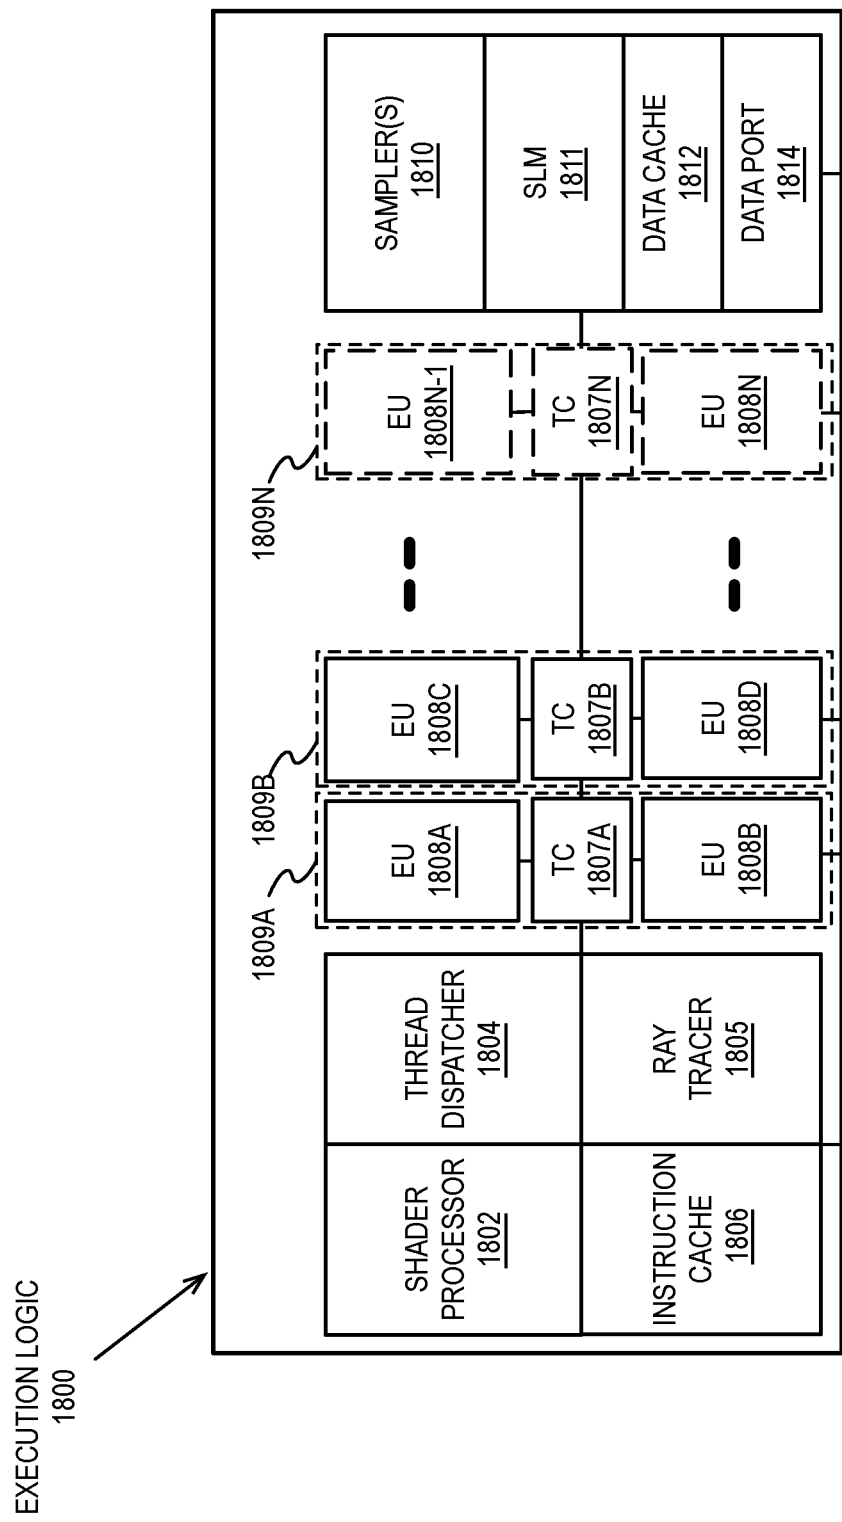 EXECUTION LOGIC
1800
1809A
1809B
1809N
SHADER
PROCESSOR
1802
THREAD
DISPATCHER
1804
INSTRUCTION
CACHE
1806
RAY
TRACER
1805
EU
1808A
TC
1807A
EU
1808B
EU
1808C
TC
1807B
EU
1808D
EU
1808N-1
TC
1807N
EU
1808N
SAMPLER(S)
1810
SLM
1811
DATA CACHE
1812
DATA PORT
1814